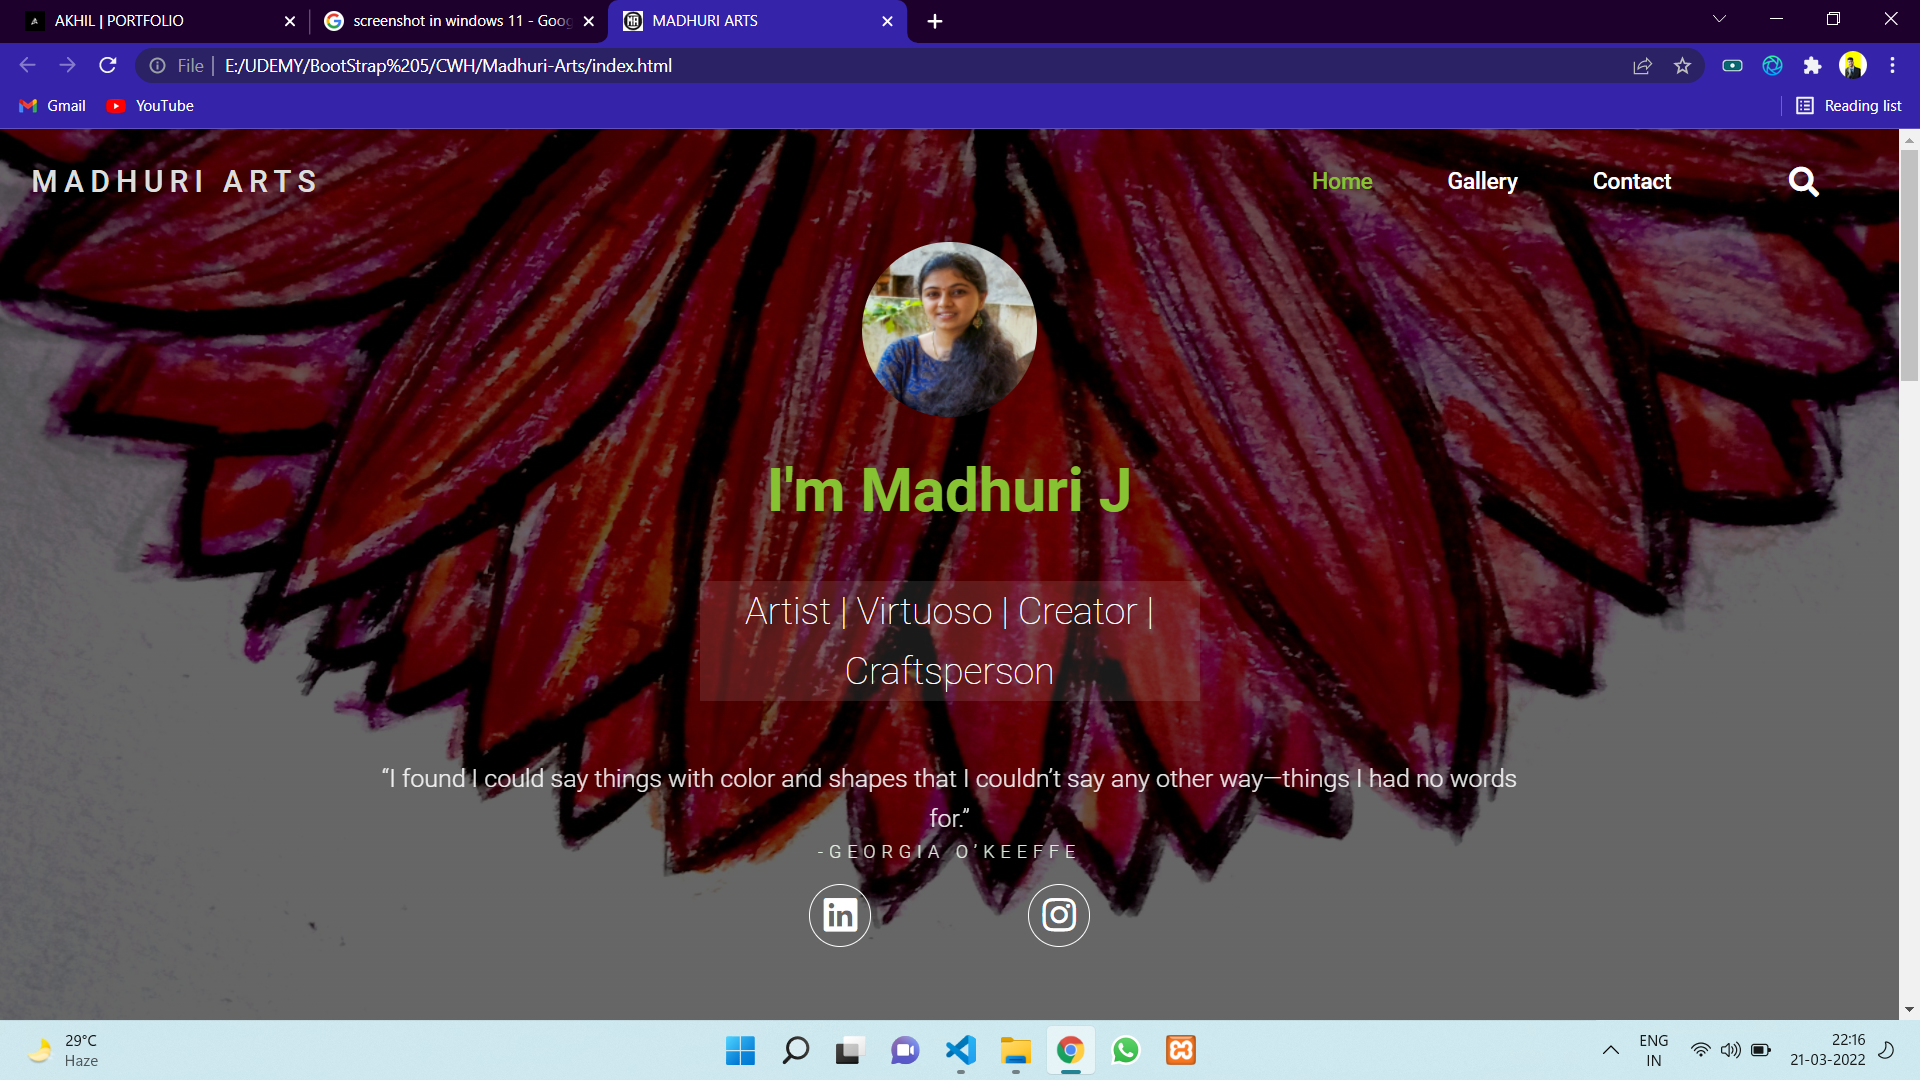 AKHIL | PORTFOLIO
screenshot in windows 11 - Goog
MADHURI ARTS
File
E:/UDEMY/BootStrap%205/CWH/Madhuri-Arts/index.html
Gmail
YouTube
Reading list
MADHURI ARTS
Home
Gallery
Contact
I'm Madhuri J
Artist | Virtuoso | Creator |
Craftsperson
“I found I could say things with color and shapes that I couldn’t say any other way—things I had no words
for.”
-GEORGIA O’KEEFFE
29°C
Haze
ENG
IN
22:16
21-03-2022